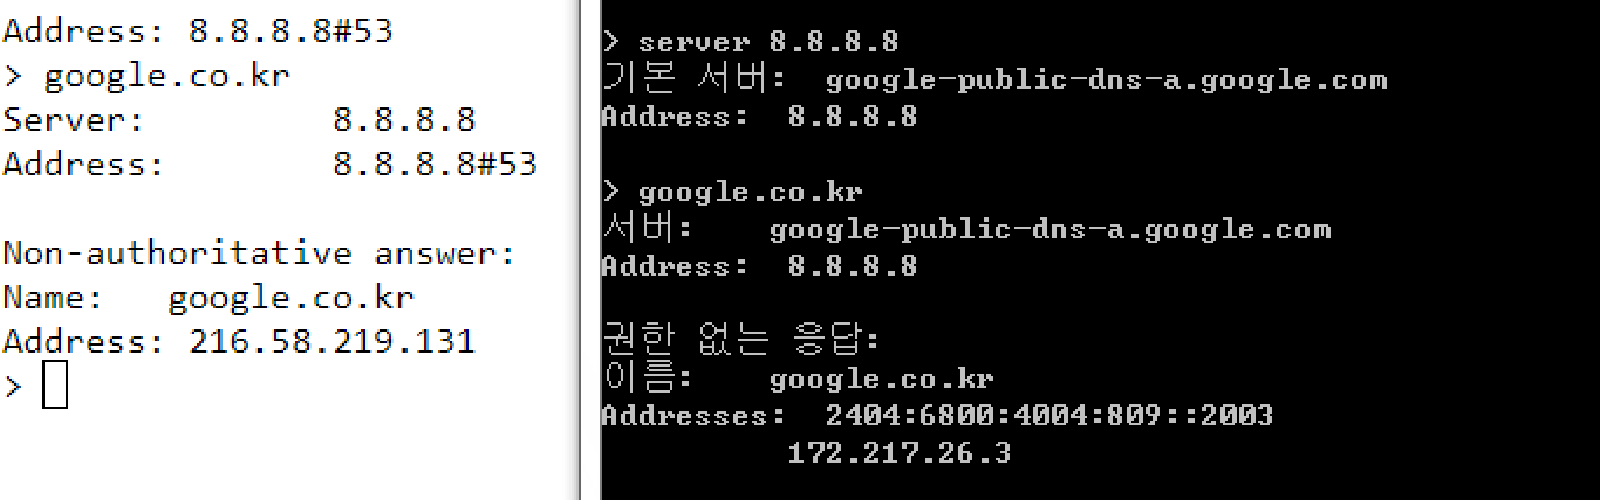 Address: 8.8.8.8#53
> google.co.kr
Server:         8.8.8.8
Address:        8.8.8.8#53
Non-authoritative answer:
Name:   google.co.kr
Address: 216.58.219.131
>
> server 8.8.8.8
기본 서버:  google-public-dns-a.google.com
Address:  8.8.8.8
> google.co.kr
서버:    google-public-dns-a.google.com
Address:  8.8.8.8
권한 없는 응답:
이름:    google.co.kr
Addresses:  2404:6800:4004:809::2003
172.217.26.3